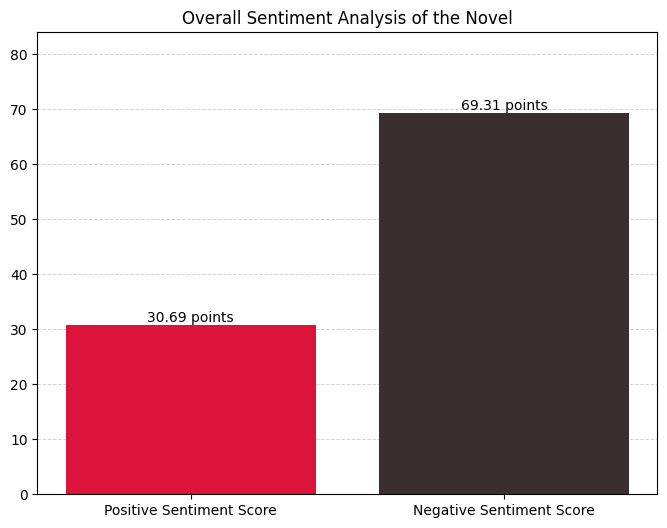 Overall Sentiment Analysis of the Novel
80
70
60
50
40
30
20
10
0
69.31 points
30.69 points
Positive Sentiment Score
Negative Sentiment Score